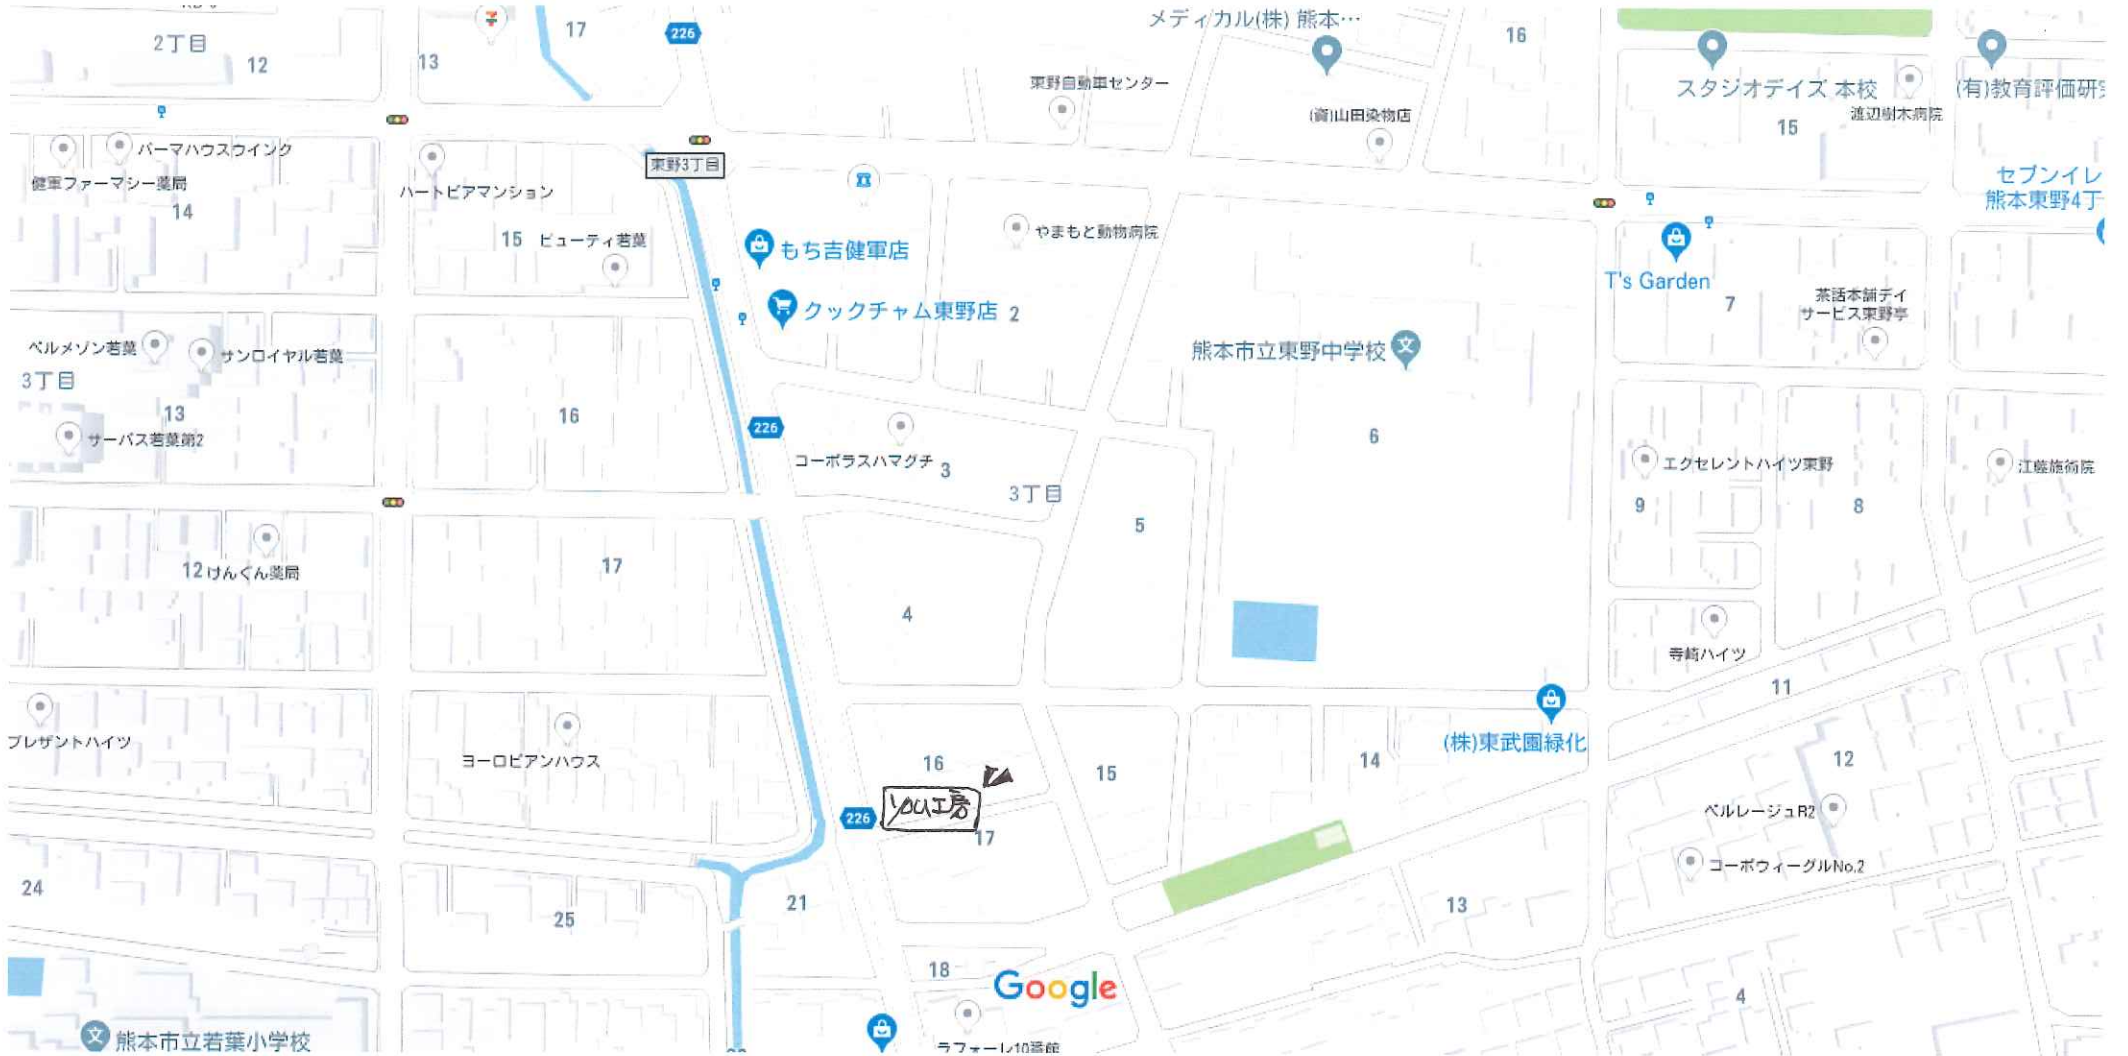 2丁目
12
13
17
226
メディカル(株) 熊本…
16
東野自動車センター
(資)山田染物店
スタジオデイズ 本校
渡辺樹木病院
(有)教育評価研究
15
パーマハウスウインク
健軍ファーマシー薬局
14
ハートピアマンション
東野3丁目
15
ビューティ若葉
もち吉健軍店
やまもと動物病院
クックチャム東野店
2
セブンイレ
熊本東野4丁
T's Garden
7
茶話本舗デイ
サービス東野亭
ベルメゾン若葉
サンロイヤル若葉
3丁目
13
サーパス若葉第2
16
226
コーポラスハマグチ
3
3丁目
熊本市立東野中学校
6
エクセレントハイツ東野
9
8
江藤施術院
12
けんぐん薬局
17
4
5
寺崎ハイツ
11
プレザントハイツ
ヨーロピアンハウス
16
you工房
226
17
15
14
(株)東武園緑化
12
ベルレージュR2
コーポウィーグルNo.2
24
25
21
13
18
Google
4
熊本市立若葉小学校
ラフォーレ10番館